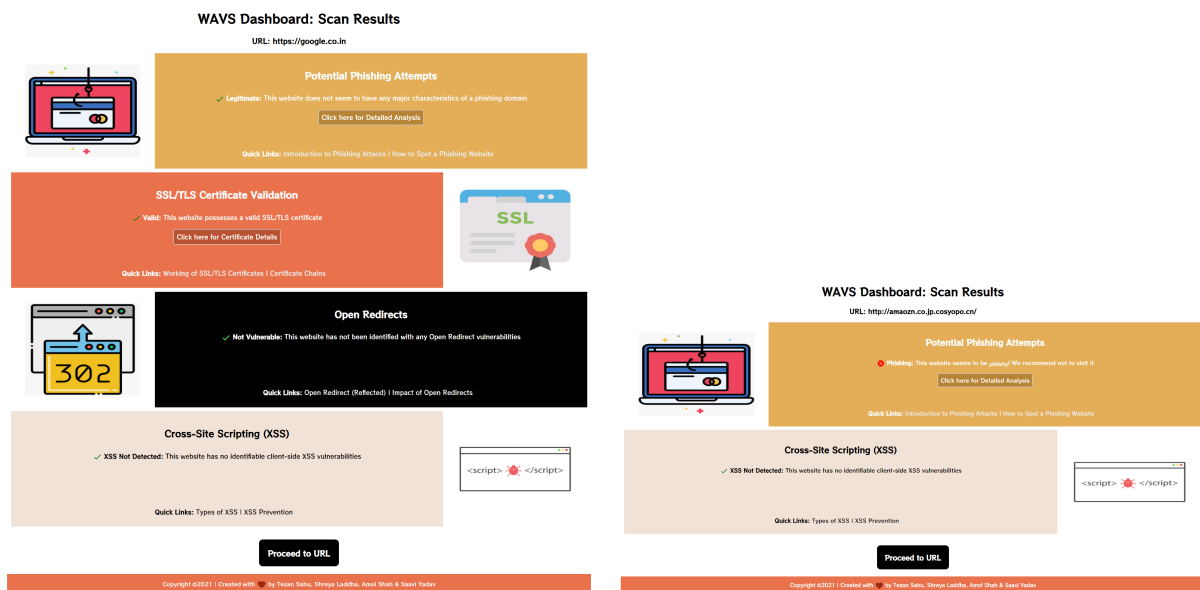 WAVS Dashboard: Scan Results
URL: https://google.co.in
Potential Phishing Attempts
Legitimate: This website does not seem to have any major characteristics of a phishing domain
Click here for Detailed Analysis
Quick Links: Introduction to Phishing Attacks | How to Spot a Phishing Website
SSL/TLS Certificate Validation
Valid: This website possesses a valid SSL/TLS certificate
Click here for Certificate Details
Quick Links: Working of SSL/TLS Certificates | Certificate Chains
SSL
302
Open Redirects
Not Vulnerable: This website has not been identified with any Open Redirect vulnerabilities
Quick Links: Open Redirect (Reflected) | Impact of Open Redirects
Cross-Site Scripting (XSS)
XSS Not Detected: This website has no identifiable client-side XSS vulnerabilities
Quick Links: Types of XSS | XSS Prevention
<script> </script>
Proceed to URL
Copyright ©2021 | Created with ❤ by Tezan Sahu, Shreya Laddha, Amol Shah & Saavi Yadav
WAVS Dashboard: Scan Results
URL: http://amaozn.co.jp.cosyopo.cn/
Potential Phishing Attempts
Phishing: This website seems to be phishy! We recommend not to visit it
Click here for Detailed Analysis
Quick Links: Introduction to Phishing Attacks | How to Spot a Phishing Website
Cross-Site Scripting (XSS)
XSS Not Detected: This website has no identifiable client-side XSS vulnerabilities
Quick Links: Types of XSS | XSS Prevention
<script> </script>
Proceed to URL
Copyright ©2021 | Created with ❤ by Tezan Sahu, Shreya Laddha, Amol Shah & Saavi Yadav